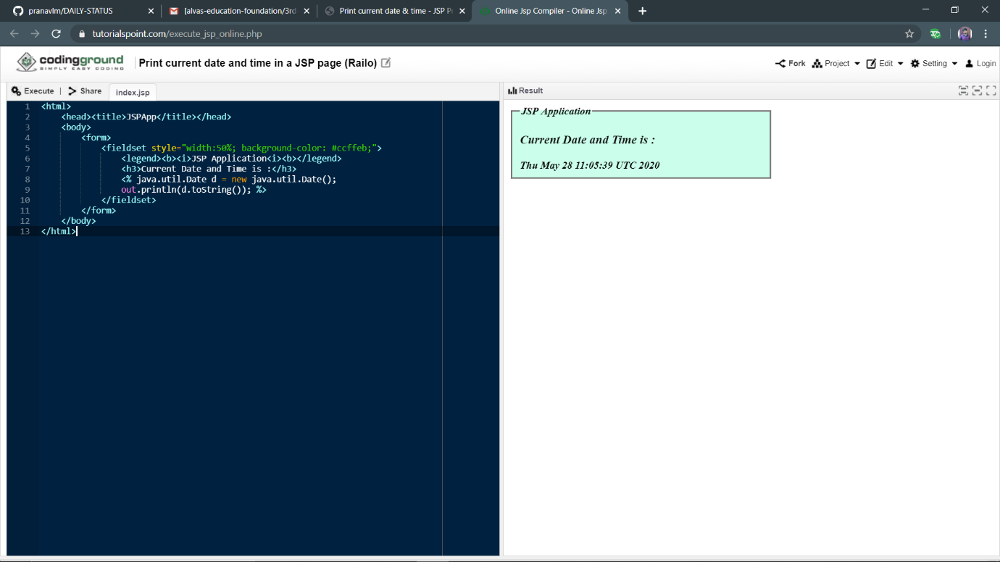 pranavlm/DAILY-STATUS
[alvas-education-foundation/3rd
Print current date & time - JSP Pr
Online Jsp Compiler - Online Jsp
tutorialspoint.com/execute_jsp_online.php
codingground
SIMPLY EASY CODING
Print current date and time in a JSP page (Railo)
Fork
Project
Edit
Setting
Login
Execute | Share index.jsp
Result
1 <html>
2 <head><title>JSPApp</title></head>
3 <body>
4 <form>
5 <fieldset style="width:50%; background-color: #ccffeb;">
6 <legend><b><i>JSP Application<i><b></legend>
7 <h3>Current Date and Time is :</h3>
8 <% java.util.Date d = new java.util.Date();
9 out.println(d.toString()); %>
10 </fieldset>
11 </form>
12 </body>
13 </html>
JSP Application
Current Date and Time is :
Thu May 28 11:05:39 UTC 2020